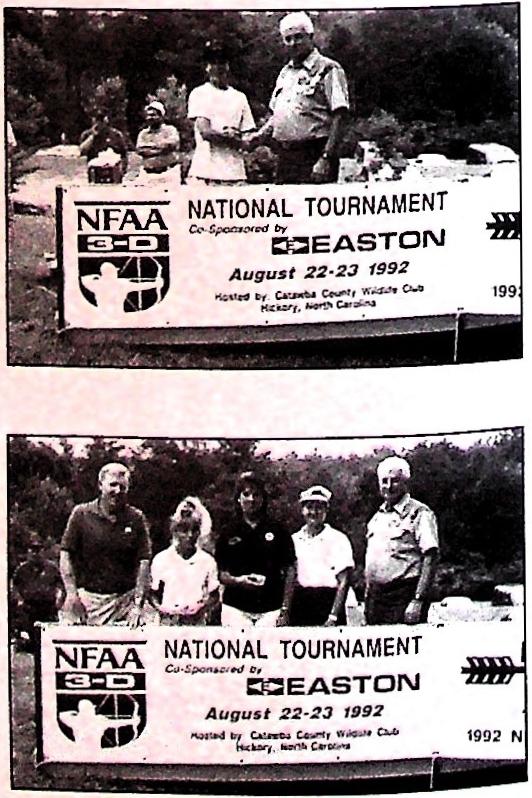 NFAA
3-D
NATIONAL TOURNAMENT
Co-Sponsored by
EASTON
August 22-23 1992
Hosted by: Catawba County Wildlife Club
Hickory, North Carolina
1992
NFAA
3-D
NATIONAL TOURNAMENT
Co-Sponsored by
EASTON
August 22-23 1992
Hosted by: Catawba County Wildlife Club
Hickory, North Carolina
1992 N